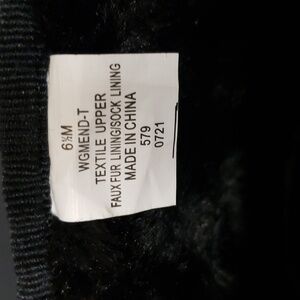 6½M
WGMEND-T
TEXTILE UPPER
FAUX FUR LINING/SOCK LINING
MADE IN CHINA
579
0721